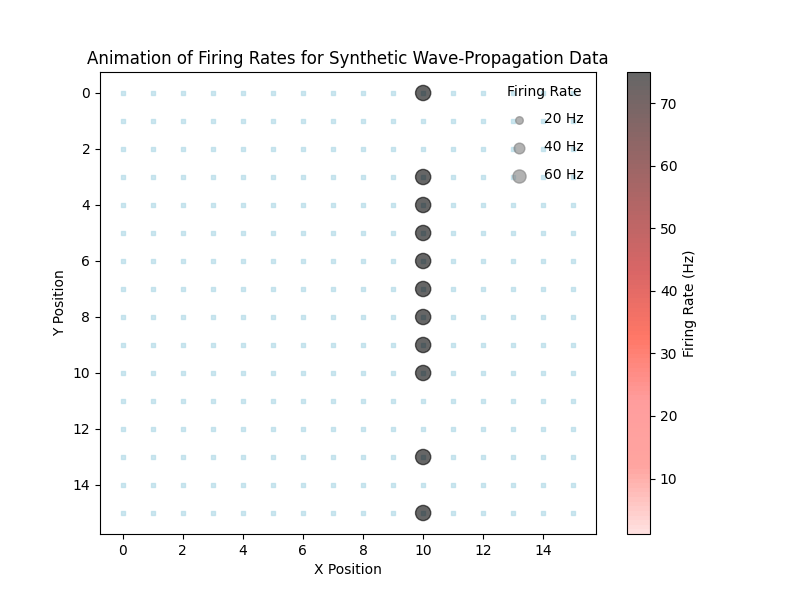 Animation of Firing Rates for Synthetic Wave-Propagation Data
Firing Rate
20 Hz
40 Hz
60 Hz
0
2
4
6
8
10
12
14
Y Position
0 2 4 6 8 10 12 14
X Position
70
60
50
40
30
20
10
Firing Rate (Hz)